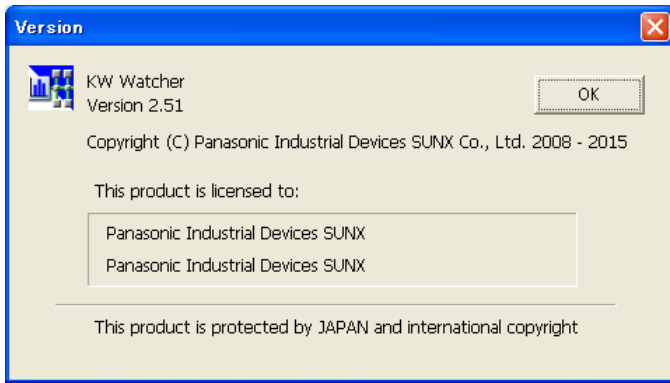 Version
KW Watcher
Version 2.51
OK
Copyright (C) Panasonic Industrial Devices SUNX Co., Ltd. 2008 - 2015
This product is licensed to:
Panasonic Industrial Devices SUNX
Panasonic Industrial Devices SUNX
This product is protected by JAPAN and international copyright